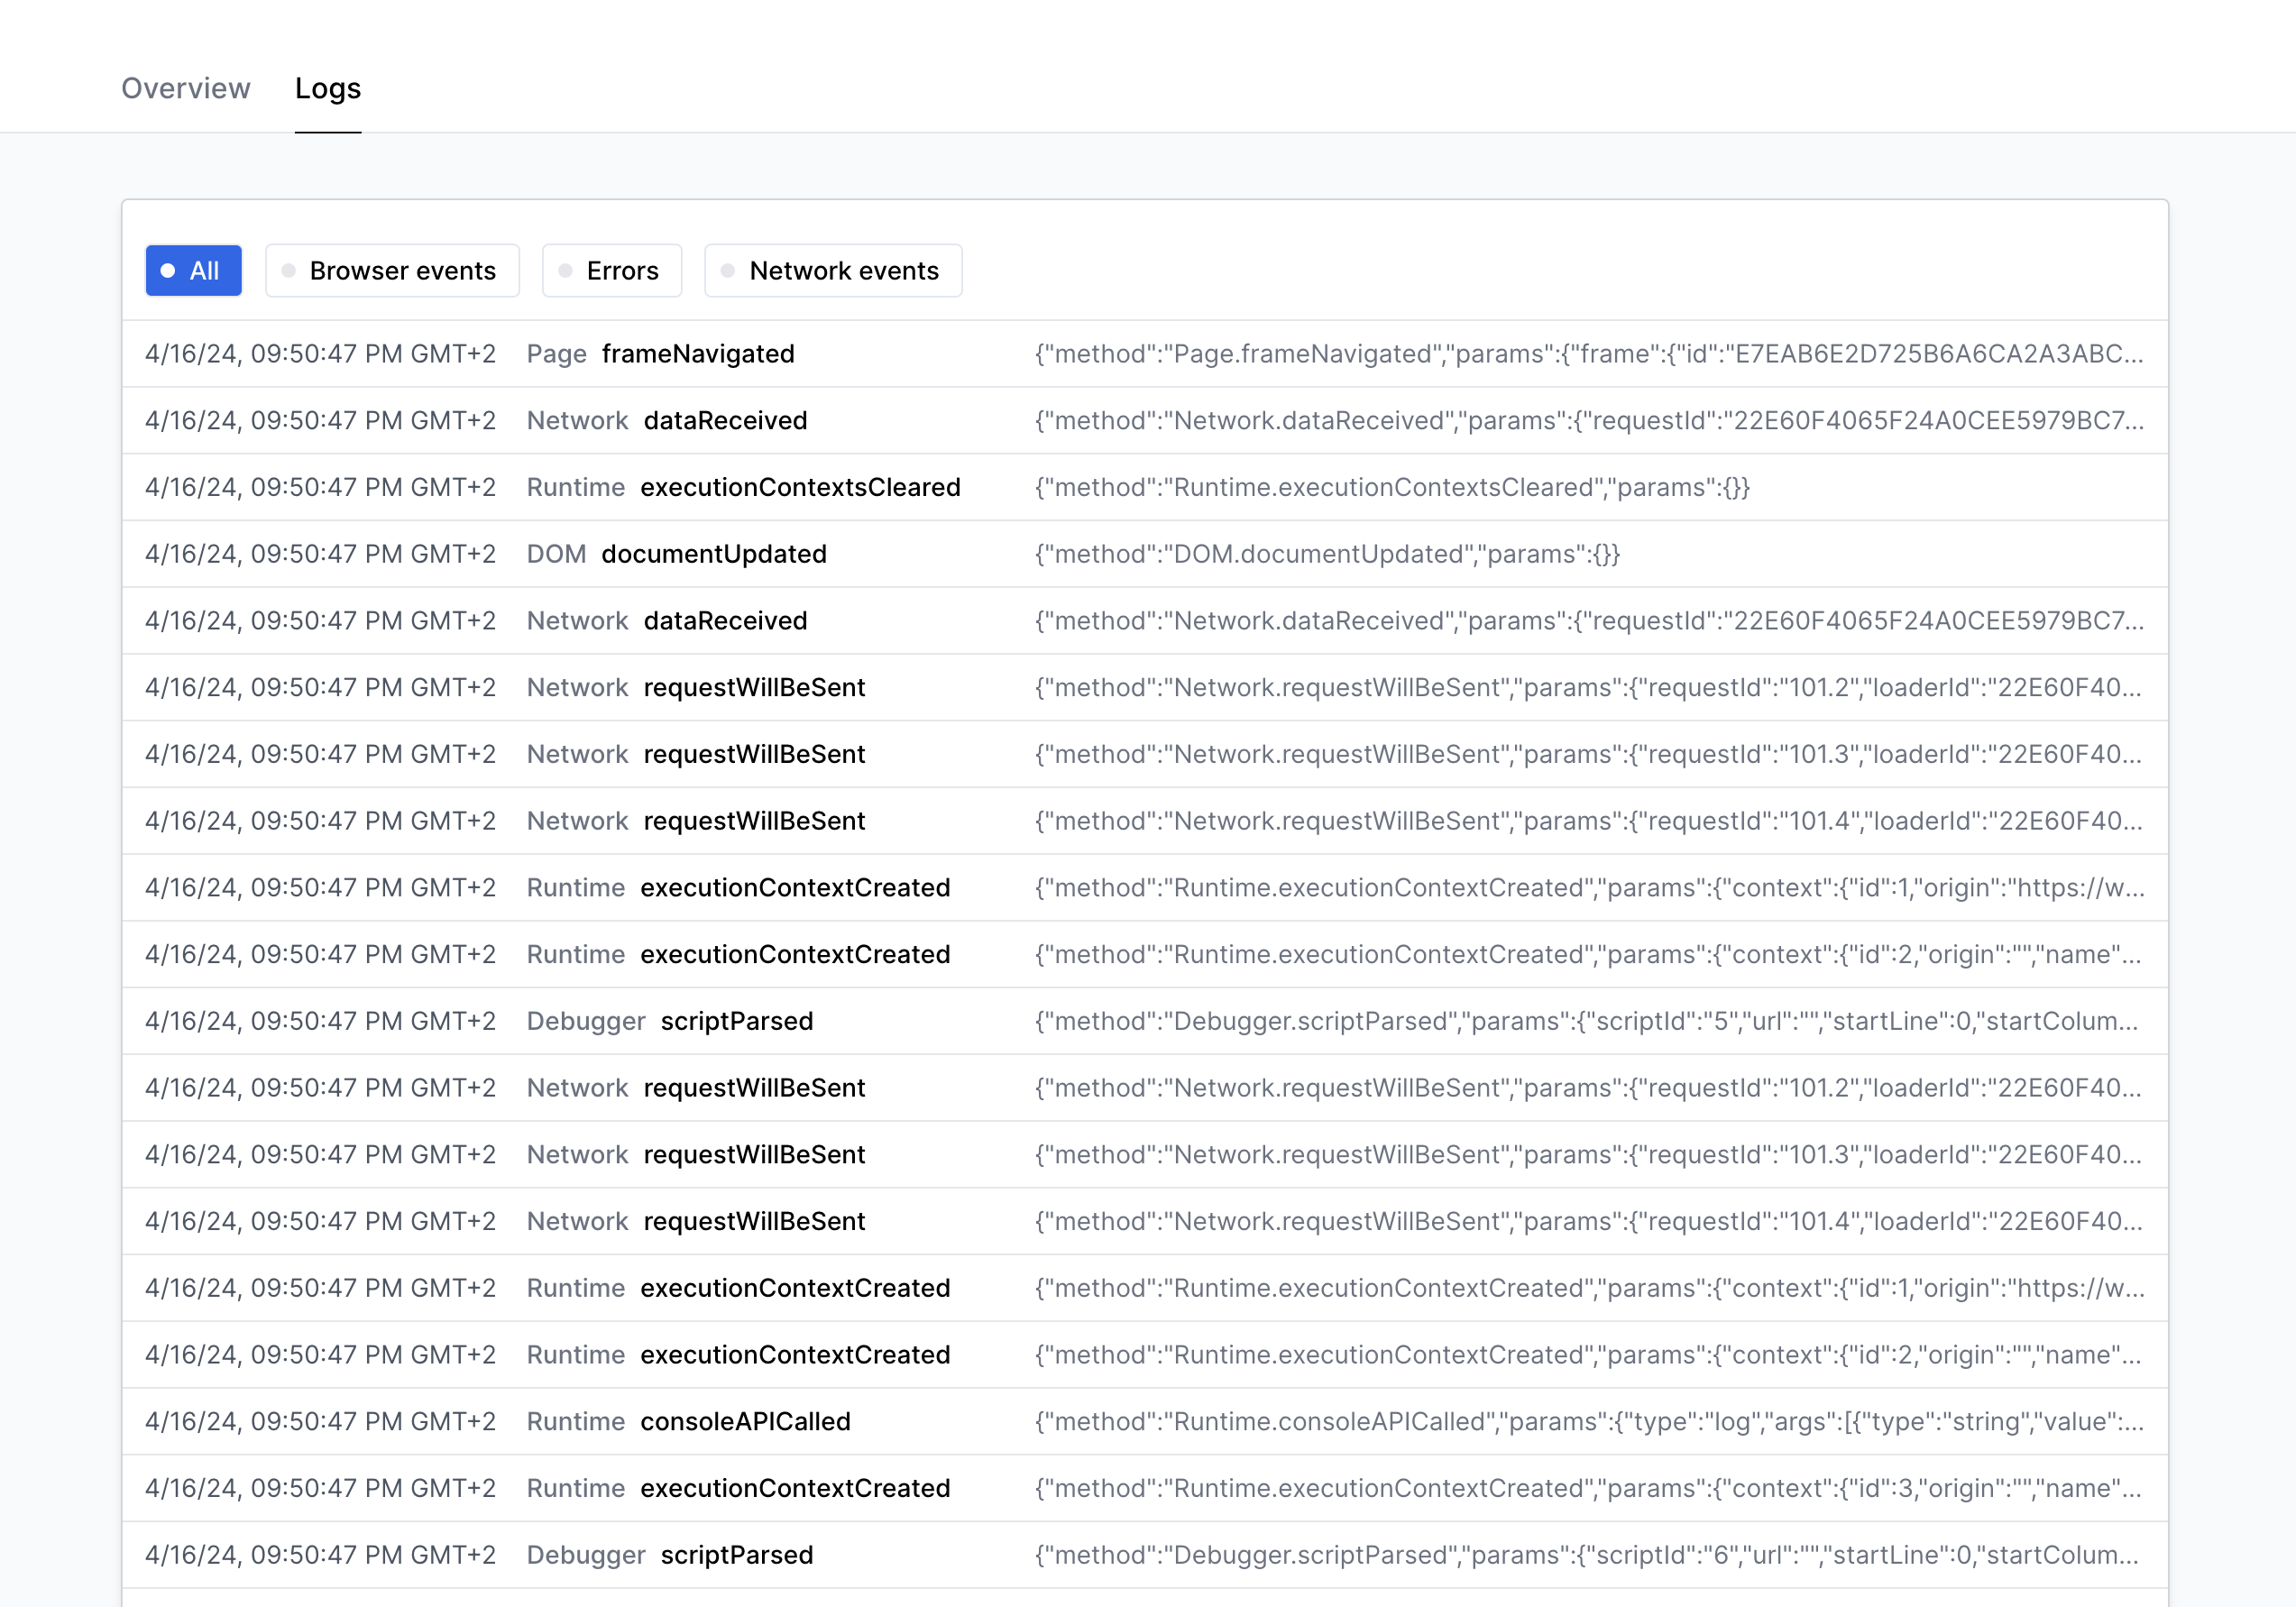 Overview Logs
All Browser events Errors Network events
4/16/24, 09:50:47 PM GMT+2 Page frameNavigated {"method":"Page.frameNavigated","params":{"frame":{"id":"E7EAB6E2D725B6A6CA2A3ABC...
4/16/24, 09:50:47 PM GMT+2 Network dataReceived {"method":"Network.dataReceived","params":{"requestId":"22E60F4065F24A0CEE5979BC7...
4/16/24, 09:50:47 PM GMT+2 Runtime executionContextsCleared {"method":"Runtime.executionContextsCleared","params":{}}
4/16/24, 09:50:47 PM GMT+2 DOM documentUpdated {"method":"DOM.documentUpdated","params":{}}
4/16/24, 09:50:47 PM GMT+2 Network dataReceived {"method":"Network.dataReceived","params":{"requestId":"22E60F4065F24A0CEE5979BC7...
4/16/24, 09:50:47 PM GMT+2 Network requestWillBeSent {"method":"Network.requestWillBeSent","params":{"requestId":"101.2","loaderId":"22E60F40...
4/16/24, 09:50:47 PM GMT+2 Network requestWillBeSent {"method":"Network.requestWillBeSent","params":{"requestId":"101.3","loaderId":"22E60F40...
4/16/24, 09:50:47 PM GMT+2 Network requestWillBeSent {"method":"Network.requestWillBeSent","params":{"requestId":"101.4","loaderId":"22E60F40...
4/16/24, 09:50:47 PM GMT+2 Runtime executionContextCreated {"method":"Runtime.executionContextCreated","params":{"context":{"id":1,"origin":"https://w...
4/16/24, 09:50:47 PM GMT+2 Runtime executionContextCreated {"method":"Runtime.executionContextCreated","params":{"context":{"id":2,"origin":"","name"...
4/16/24, 09:50:47 PM GMT+2 Debugger scriptParsed {"method":"Debugger.scriptParsed","params":{"scriptId":"5","url":"","startLine":0,"startColum...
4/16/24, 09:50:47 PM GMT+2 Network requestWillBeSent {"method":"Network.requestWillBeSent","params":{"requestId":"101.2","loaderId":"22E60F40...
4/16/24, 09:50:47 PM GMT+2 Network requestWillBeSent {"method":"Network.requestWillBeSent","params":{"requestId":"101.3","loaderId":"22E60F40...
4/16/24, 09:50:47 PM GMT+2 Network requestWillBeSent {"method":"Network.requestWillBeSent","params":{"requestId":"101.4","loaderId":"22E60F40...
4/16/24, 09:50:47 PM GMT+2 Runtime executionContextCreated {"method":"Runtime.executionContextCreated","params":{"context":{"id":1,"origin":"https://w...
4/16/24, 09:50:47 PM GMT+2 Runtime executionContextCreated {"method":"Runtime.executionContextCreated","params":{"context":{"id":2,"origin":"","name"...
4/16/24, 09:50:47 PM GMT+2 Runtime consoleAPICalled {"method":"Runtime.consoleAPICalled","params":{"type":"log","args":[{"type":"string","value":...
4/16/24, 09:50:47 PM GMT+2 Runtime executionContextCreated {"method":"Runtime.executionContextCreated","params":{"context":{"id":3,"origin":"","name"...
4/16/24, 09:50:47 PM GMT+2 Debugger scriptParsed {"method":"Debugger.scriptParsed","params":{"scriptId":"6","url":"","startLine":0,"startColum...